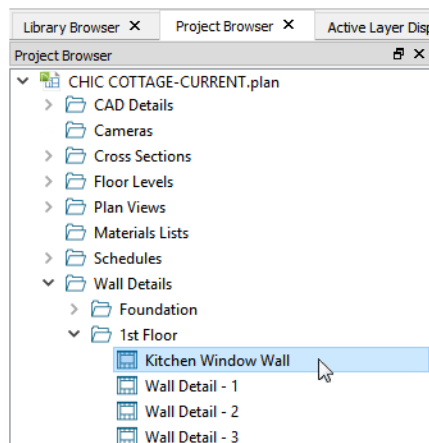 Library Browser ✕ Project Browser ✕ Active Layer Disp
Project Browser
CHIC COTTAGE-CURRENT.plan
CAD Details
Cameras
Cross Sections
Floor Levels
Plan Views
Materials Lists
Schedules
Wall Details
Foundation
1st Floor
Kitchen Window Wall
Wall Detail - 1
Wall Detail - 2
Wall Detail - 3